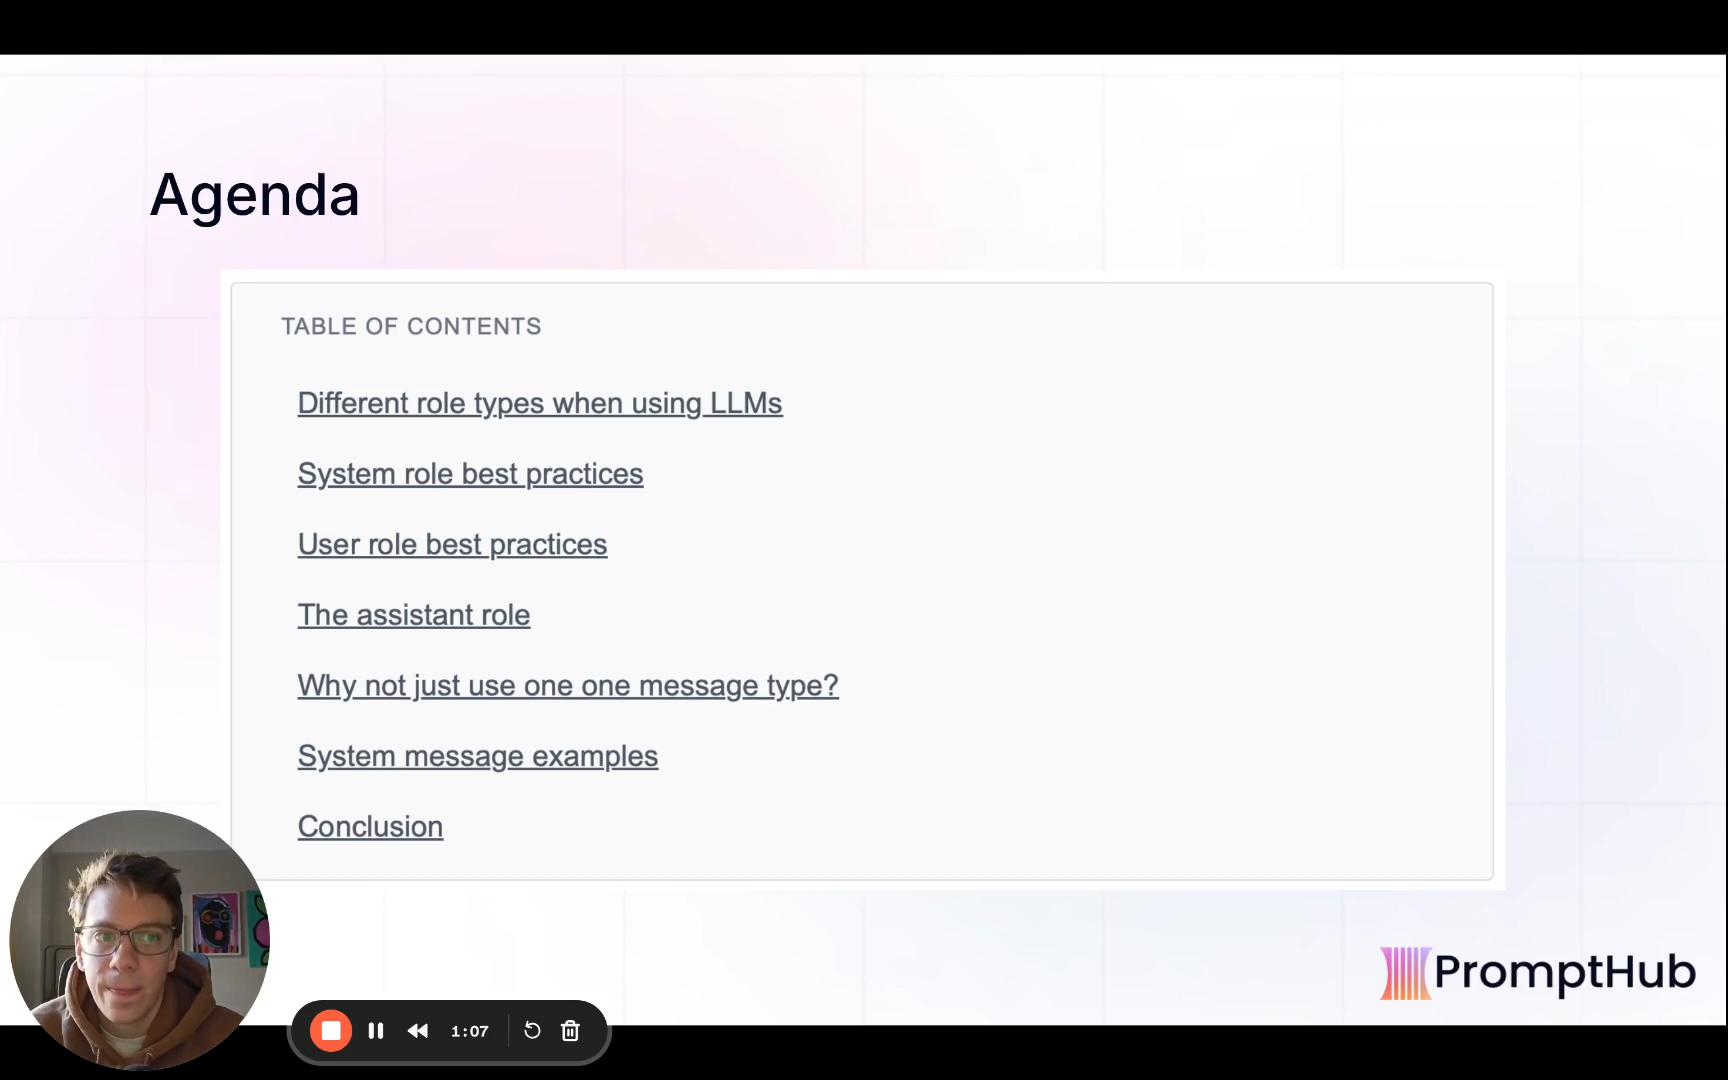 Agenda
TABLE OF CONTENTS
Different role types when using LLMs
System role best practices
User role best practices
The assistant role
Why not just use one one message type?
System message examples
Conclusion
PromptHub
1:07